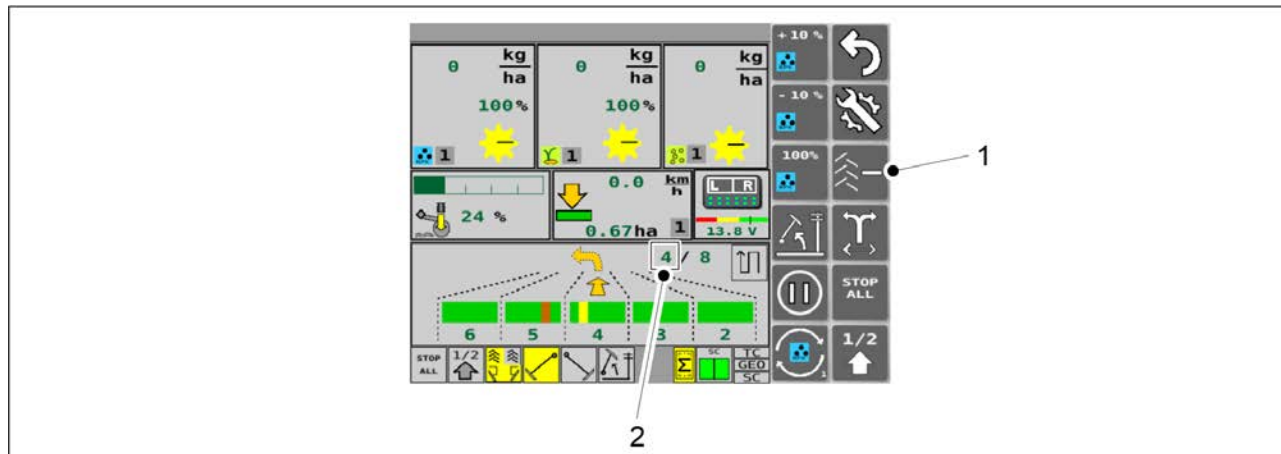 0 kg/ha 0 kg/ha 0 kg/ha
100% 100%
1 1 1
+ 10 %
- 10 %
100%
1
24 %
0.0 km/h
0.67ha 1
L R
13.8 V
4 / 8
6 5 4 3 2
STOP ALL
1/2
STOP ALL 1/2 Σ SC TC
GEO
SC
1
2